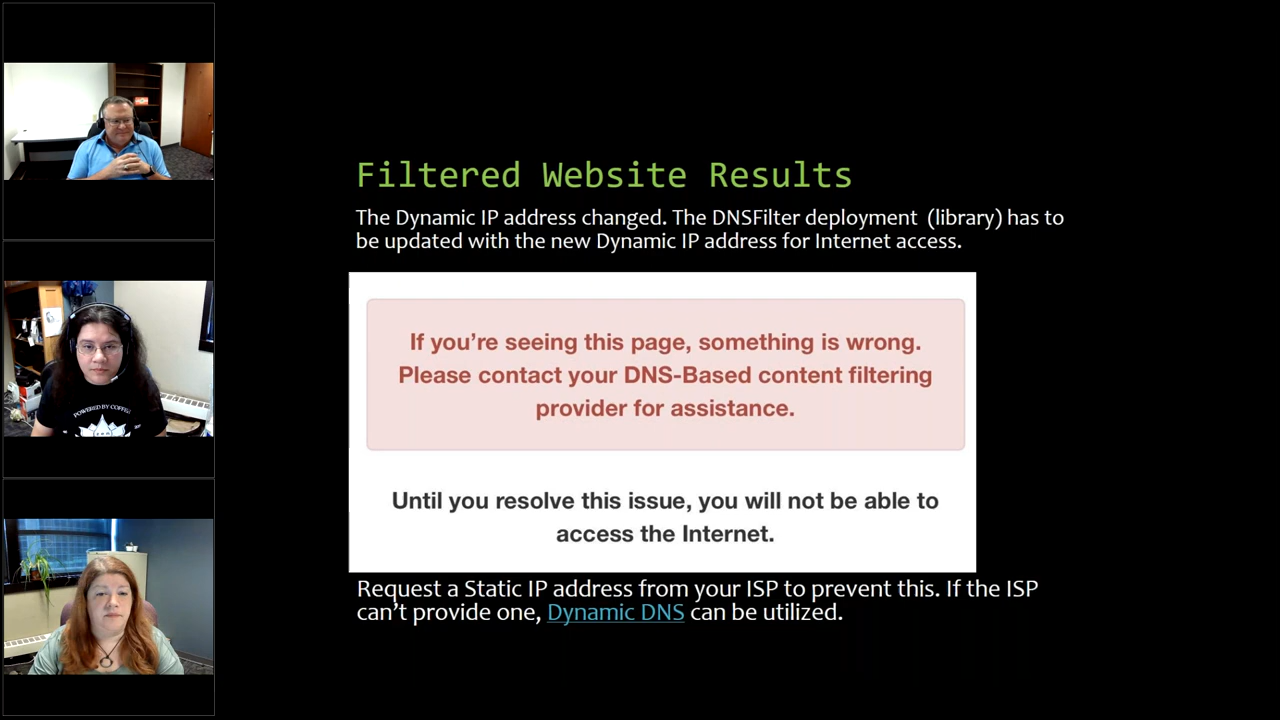 Filtered Website Results
The Dynamic IP address changed. The DNSFilter deployment (library) has to
be updated with the new Dynamic IP address for Internet access.
If you're seeing this page, something is wrong.
Please contact your DNS-Based content filtering
provider for assistance.
Until you resolve this issue, you will not be able to
access the Internet.
Request a Static IP address from your ISP to prevent this. If the ISP
can't provide one, Dynamic DNS can be utilized.
POWERED BY COFFEE